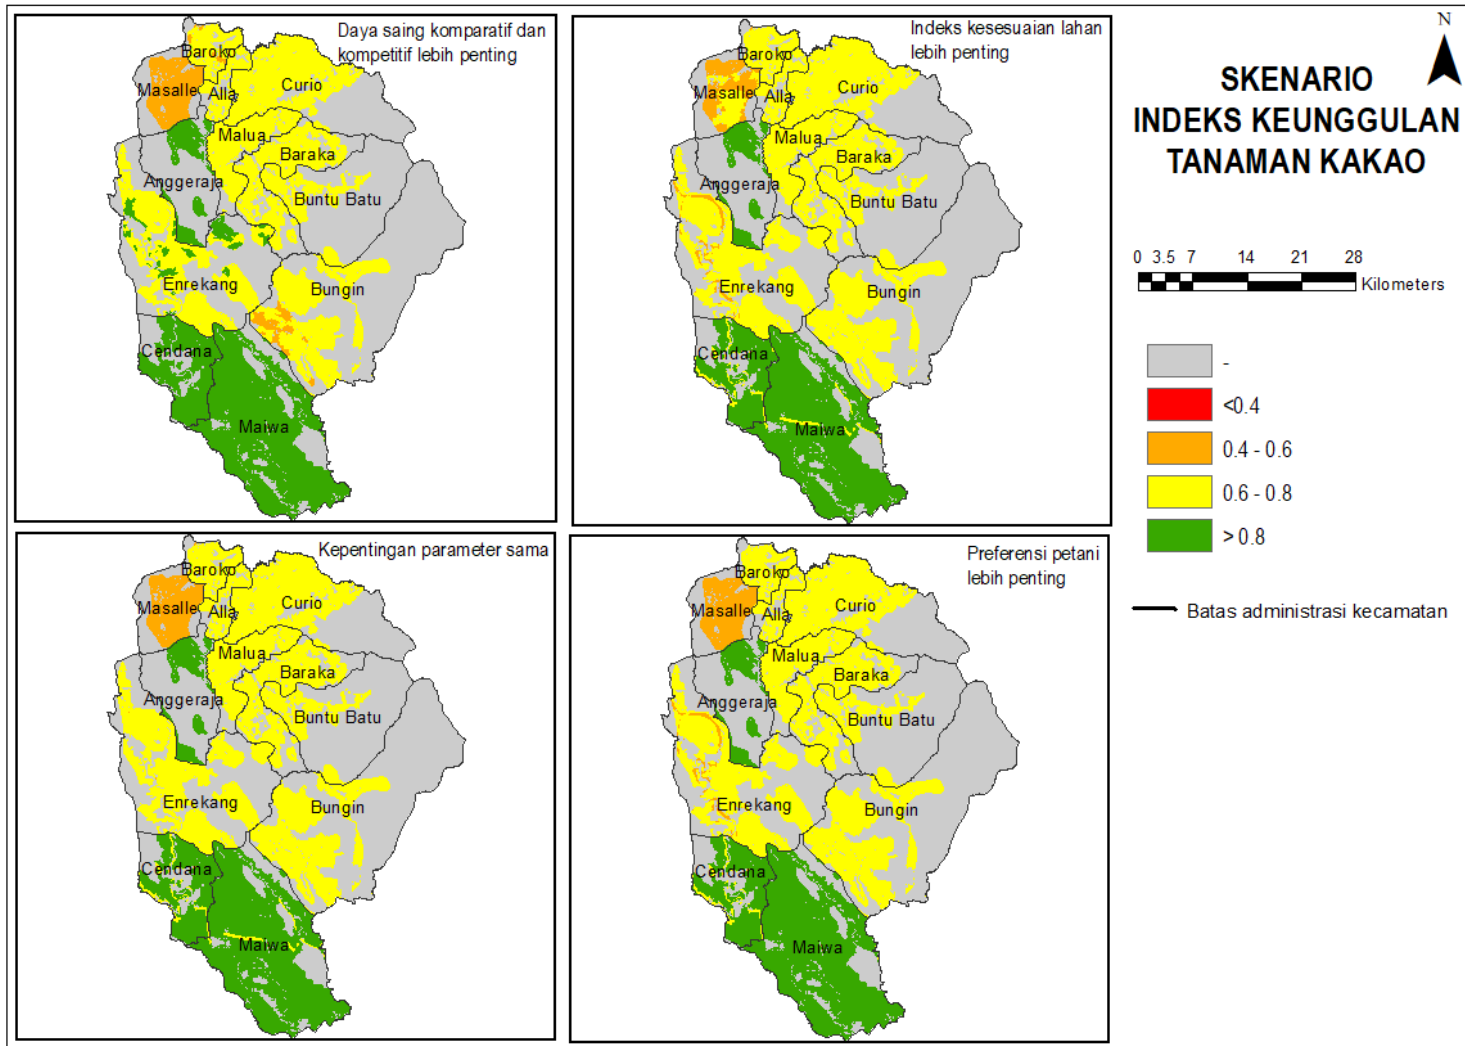 Daya saing komparatif dan
kompetitif lebih penting
Baroko
Masalle
Alla
Curio
Malua
Baraka
Anggeraja
Buntu Batu
Enrekang
Bungin
Cendana
Maiwa
Indeks kesesuaian lahan
lebih penting
Baroko
Masalle
Alla
Curio
Malua
Baraka
Anggeraja
Buntu Batu
Enrekang
Bungin
Cendana
Maiwa
Kepentingan parameter sama
Baroko
Masalle
Alla
Curio
Malua
Baraka
Anggeraja
Buntu Batu
Enrekang
Bungin
Cendana
Maiwa
Preferensi petani
lebih penting
Baroko
Masalle
Alla
Curio
Malua
Baraka
Anggeraja
Buntu Batu
Enrekang
Bungin
Cendana
Maiwa
N
SKENARIO
INDEKS KEUNGGULAN
TANAMAN KAKAO
0 3.5 7 14 21 28
Kilometers
-
<0.4
0.4 - 0.6
0.6 - 0.8
> 0.8
Batas administrasi kecamatan